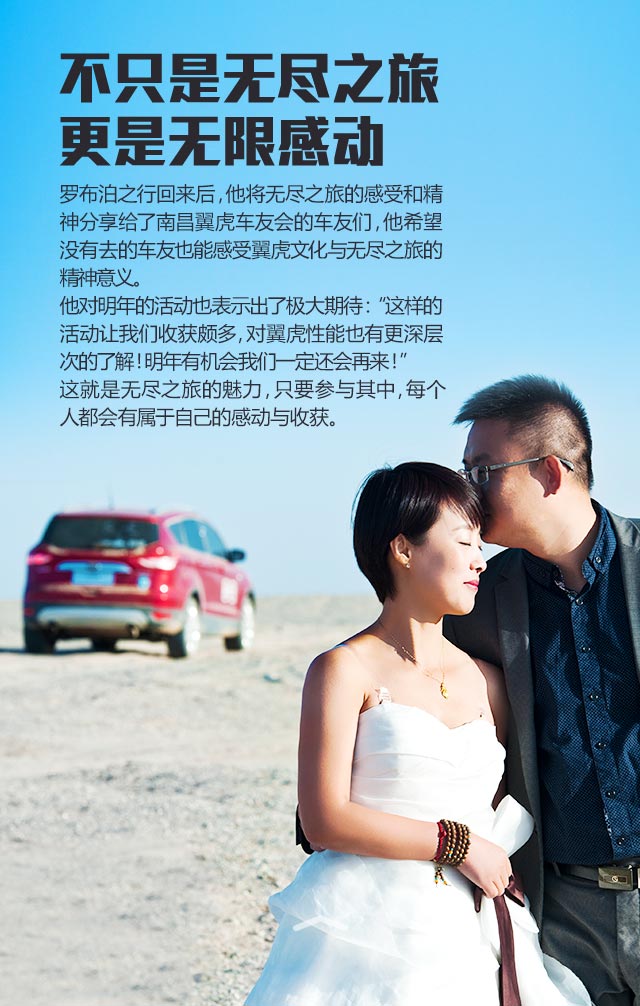 不只是无尽之旅
更是无限感动
罗布泊之行回来后，他将无尽之旅的感受和精
神分享给了南昌翼虎车友会的车友们，他希望
没有去的车友也能感受翼虎文化与无尽之旅的
精神意义。
他对明年的活动也表示出了极大期待：“这样的
活动让我们收获颇多，对翼虎性能也有更深层
次的了解！明年有机会我们一定还会再来！”
这就是无尽之旅的魅力，只要参与其中，每个
人都会有属于自己的感动与收获。